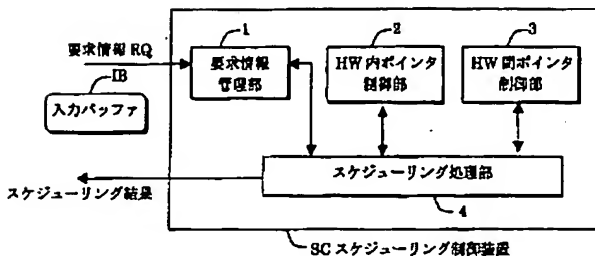 1
2
3
要求情報 RQ
要求情報
管理部
HW 内ポインタ
制御部
HW 間ポインタ
制御部
IB
入力バッファ
スケジューリング処理部
スケジューリング結果
4
SC スケジューリング制御装置